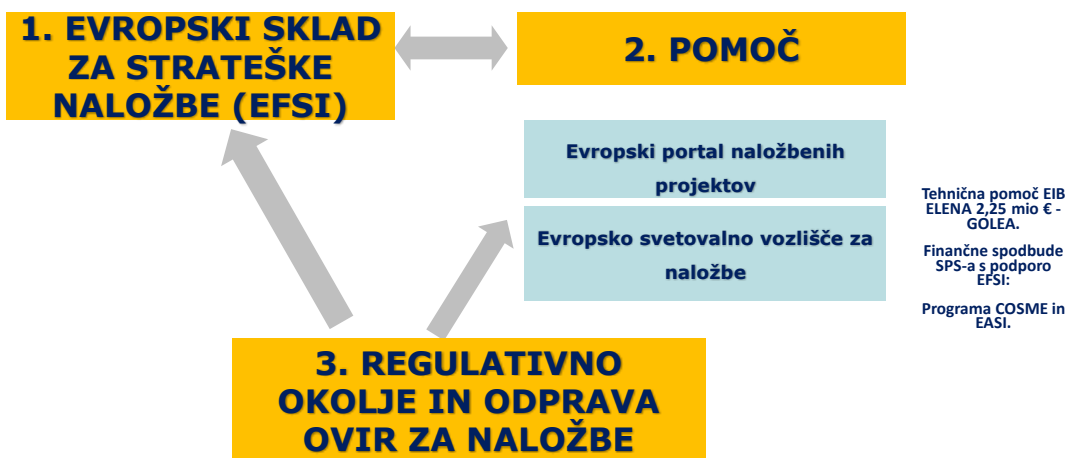 1. EVROPSKI SKLAD
ZA STRATEŠKE
NALOŽBE (EFSI)
2. POMOČ
Evropski portal naložbenih
projektov
Evropsko svetovalno vozlišče za
naložbe
Tehnična pomoč EIB
ELENA 2,25 mio € -
GOLEA.
Finančne spodbude
SPS-a s podporo
EFSI:
Programa COSME in
EASI.
3. REGULATIVNO
OKOLJE IN ODPRAVA
OVIR ZA NALOŽBE